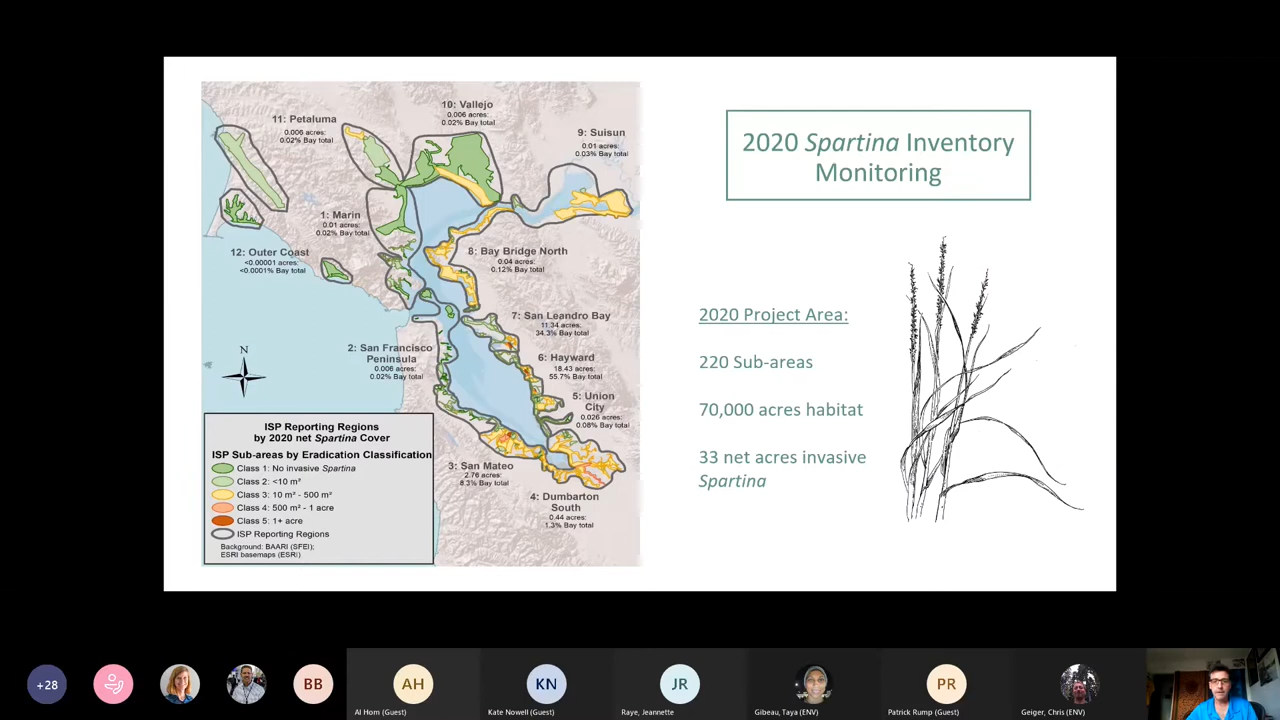 11: Petaluma
0.006 acres:
0.02% Bay total
10: Vallejo
0.006 acres:
0.02% Bay total
9: Suisun
0.01 acres:
0.03% Bay total
1: Marin
0.01 acres:
0.02% Bay total
12: Outer Coast
<0.00001 acres:
<0.0001% Bay total
8: Bay Bridge North
0.04 acres:
0.12% Bay total
7: San Leandro Bay
11.34 acres:
34.3% Bay total
2: San Francisco
Peninsula
0.006 acres:
0.02% Bay total
6: Hayward
18.43 acres:
55.7% Bay total
5: Union
City
0.026 acres:
0.08% Bay total
3: San Mateo
2.76 acres:
8.3% Bay total
4: Dumbarton
South
0.44 acres:
1.3% Bay total
N
ISP Reporting Regions
by 2020 net Spartina Cover
ISP Sub-areas by Eradication Classification
Class 1: No invasive Spartina
Class 2: <10 m²
Class 3: 10 m² - 500 m²
Class 4: 500 m² - 1 acre
Class 5: 1+ acre
ISP Reporting Regions
Background: BAARI (SFEI);
ESRI basemaps (ESRI)
2020 Spartina Inventory
Monitoring
2020 Project Area:
220 Sub-areas
70,000 acres habitat
33 net acres invasive
Spartina
+28
BB
AH
Al Hom (Guest)
KN
Kate Nowell (Guest)
JR
Raye, Jeannette
Gibeau, Taya (ENV)
PR
Patrick Rump (Guest)
Geiger, Chris (ENV)